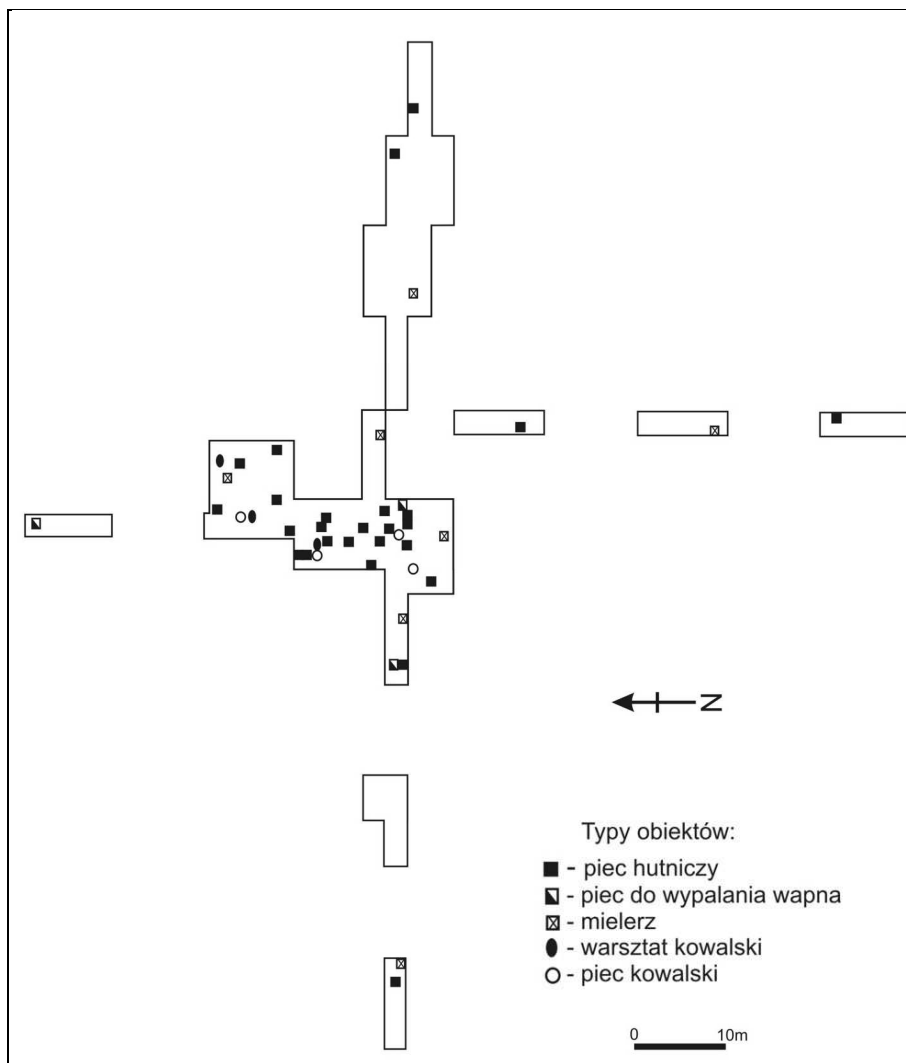 N
Typy obiektów:
- piec hutniczy
- piec do wypalania wapna
- mielerz
- warsztat kowalski
- piec kowalski
0 10m